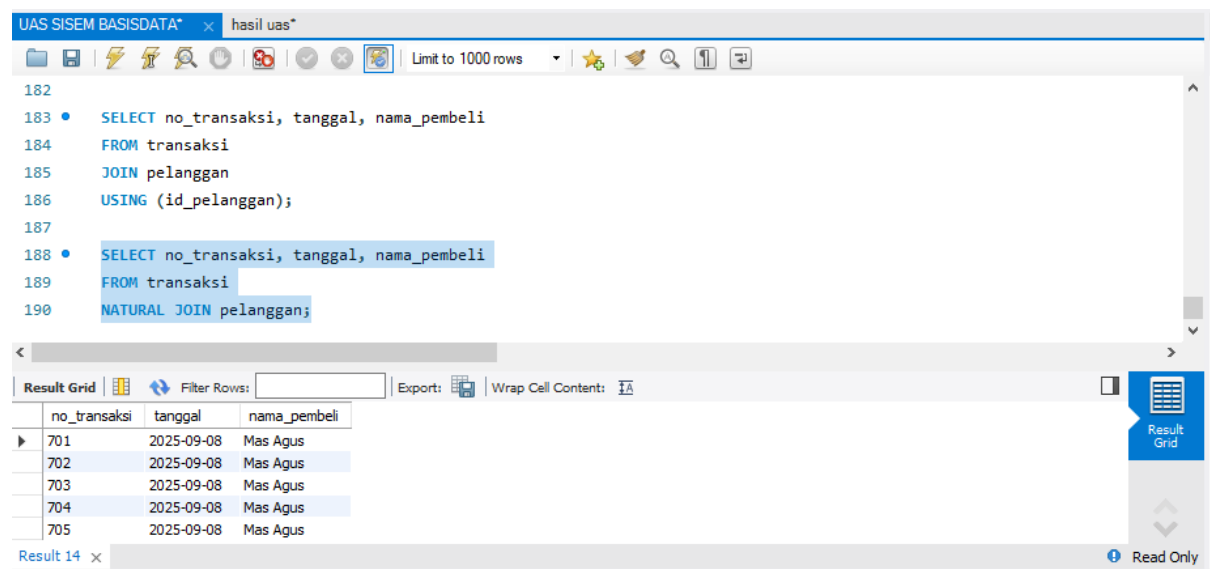 UAS SISEM BASISDATA* × hasil uas*
Limit to 1000 rows
182
183 SELECT no_transaksi, tanggal, nama_pembeli
184 FROM transaksi
185 JOIN pelanggan
186 USING (id_pelanggan);
187
188 SELECT no_transaksi, tanggal, nama_pembeli
189 FROM transaksi
190 NATURAL JOIN pelanggan;
Result Grid Filter Rows: Export: Wrap Cell Content: IA
no_transaksi tanggal nama_pembeli
701 2025-09-08 Mas Agus
702 2025-09-08 Mas Agus
703 2025-09-08 Mas Agus
704 2025-09-08 Mas Agus
705 2025-09-08 Mas Agus
Result
Grid
Result 14 × Read Only